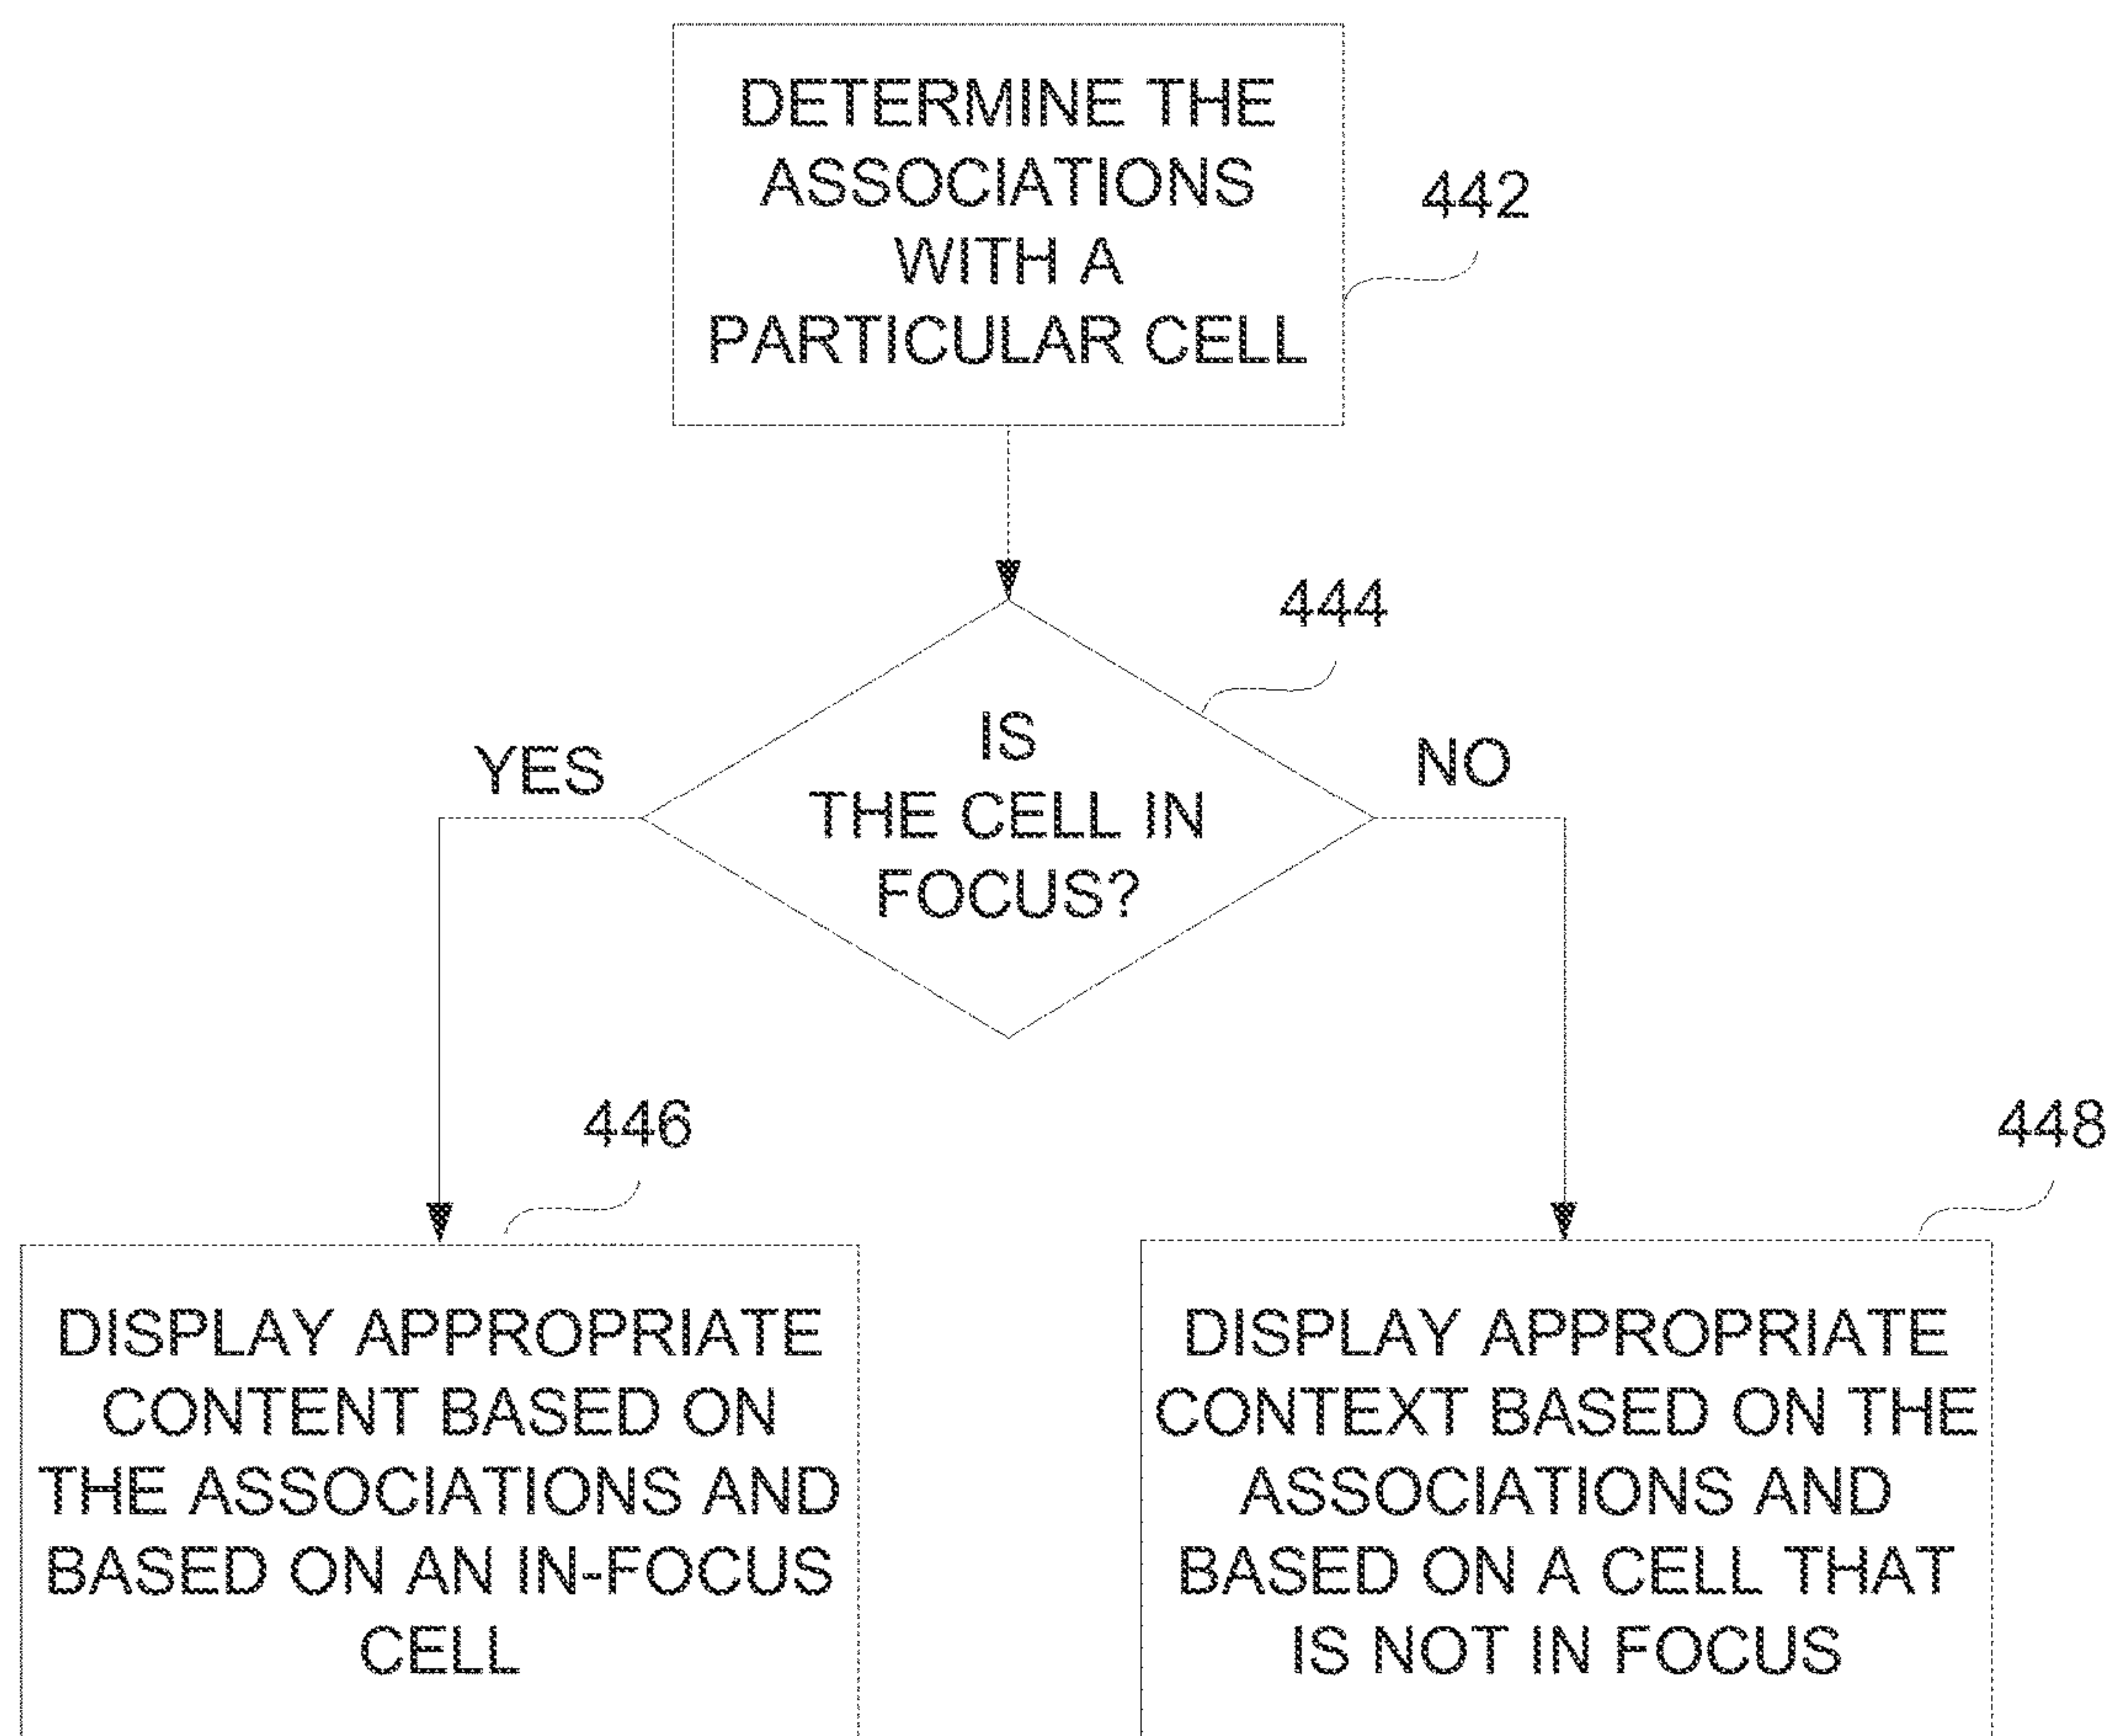 DETERMINE THE
ASSOCIATIONS
WITH A
PARTICULAR CELL
442
444
IS
THE CELL IN
FOCUS?
YES
NO
446
448
DISPLAY APPROPRIATE
CONTENT BASED ON
THE ASSOCIATIONS AND
BASED ON AN IN-FOCUS
CELL
DISPLAY APPROPRIATE
CONTEXT BASED ON THE
ASSOCIATIONS AND
BASED ON A CELL THAT
IS NOT IN FOCUS